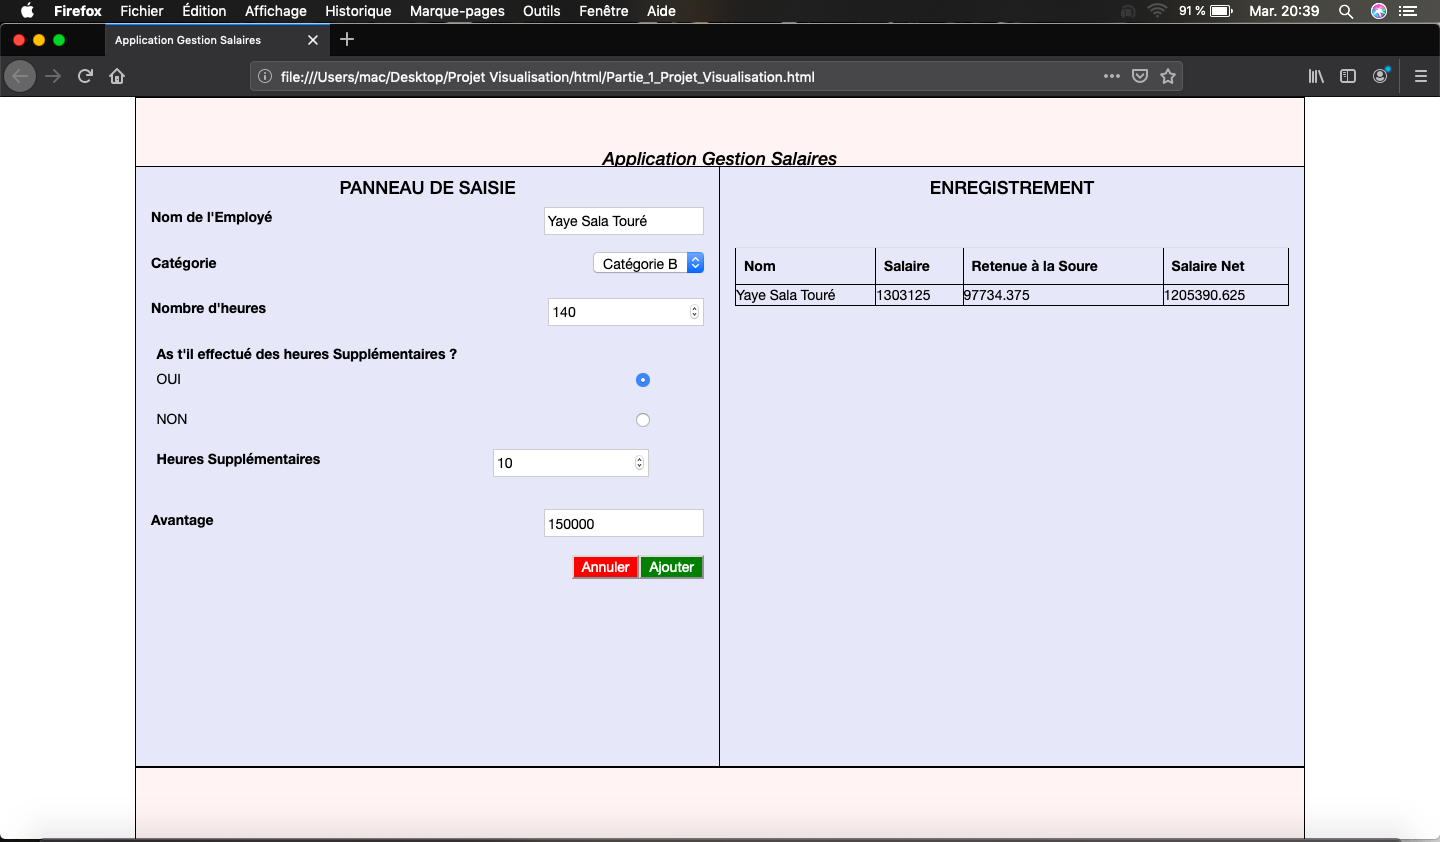 Firefox Fichier Édition Affichage Historique Marque-pages Outils Fenêtre Aide 91 % Mar. 20:39
Application Gestion Salaires
file:///Users/mac/Desktop/Projet Visualisation/html/Partie_1_Projet_Visualisation.html
Application Gestion Salaires
PANNEAU DE SAISIE
Nom de l'Employé Yaye Sala Touré
Catégorie Catégorie B
Nombre d'heures 140
As t'il effectué des heures Supplémentaires ?
OUI
NON
Heures Supplémentaires 10
Avantage 150000
Annuler Ajouter
ENREGISTREMENT
Nom Salaire Retenue à la Soure Salaire Net
Yaye Sala Touré 1303125 97734.375 1205390.625